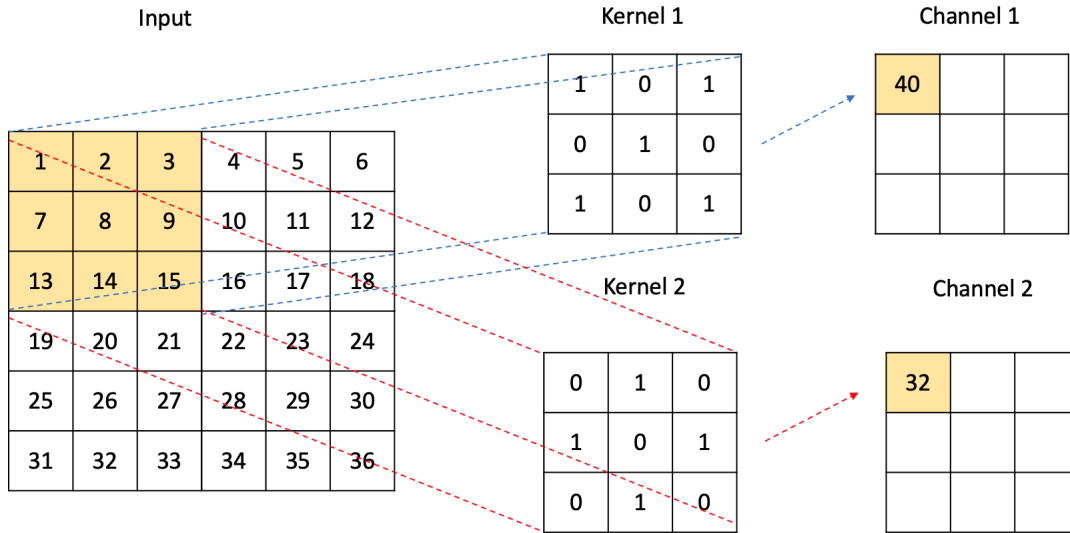 Input
1 2 3 4 5 6
7 8 9 10 11 12
13 14 15 16 17 18
19 20 21 22 23 24
25 26 27 28 29 30
31 32 33 34 35 36
Kernel 1
1 0 1
0 1 0
1 0 1
Channel 1
40
Kernel 2
0 1 0
1 0 1
0 1 0
Channel 2
32